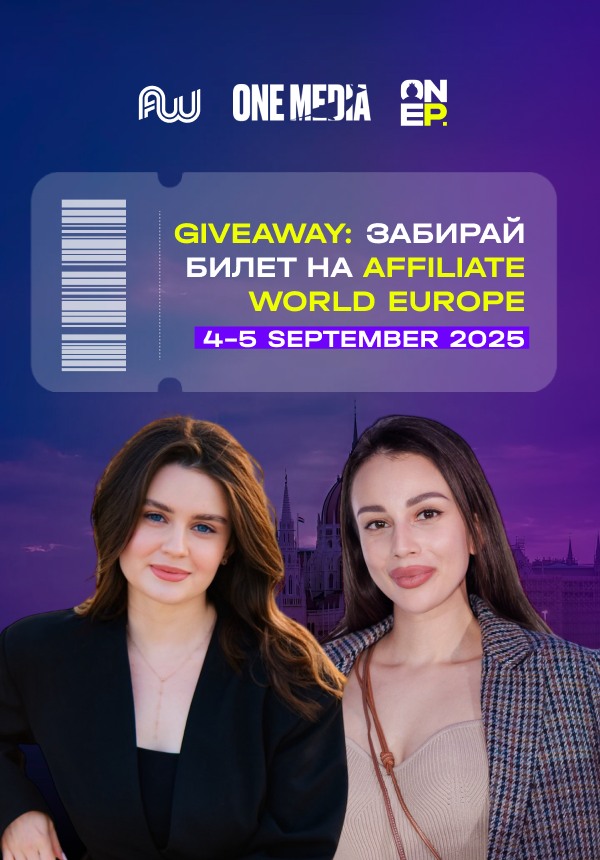 AW
ONE MEDIA
ON
EP.
GIVEAWAY: ЗАБИРАЙ
БИЛЕТ НА AFFILIATE
WORLD EUROPE
4-5 SEPTEMBER 2025